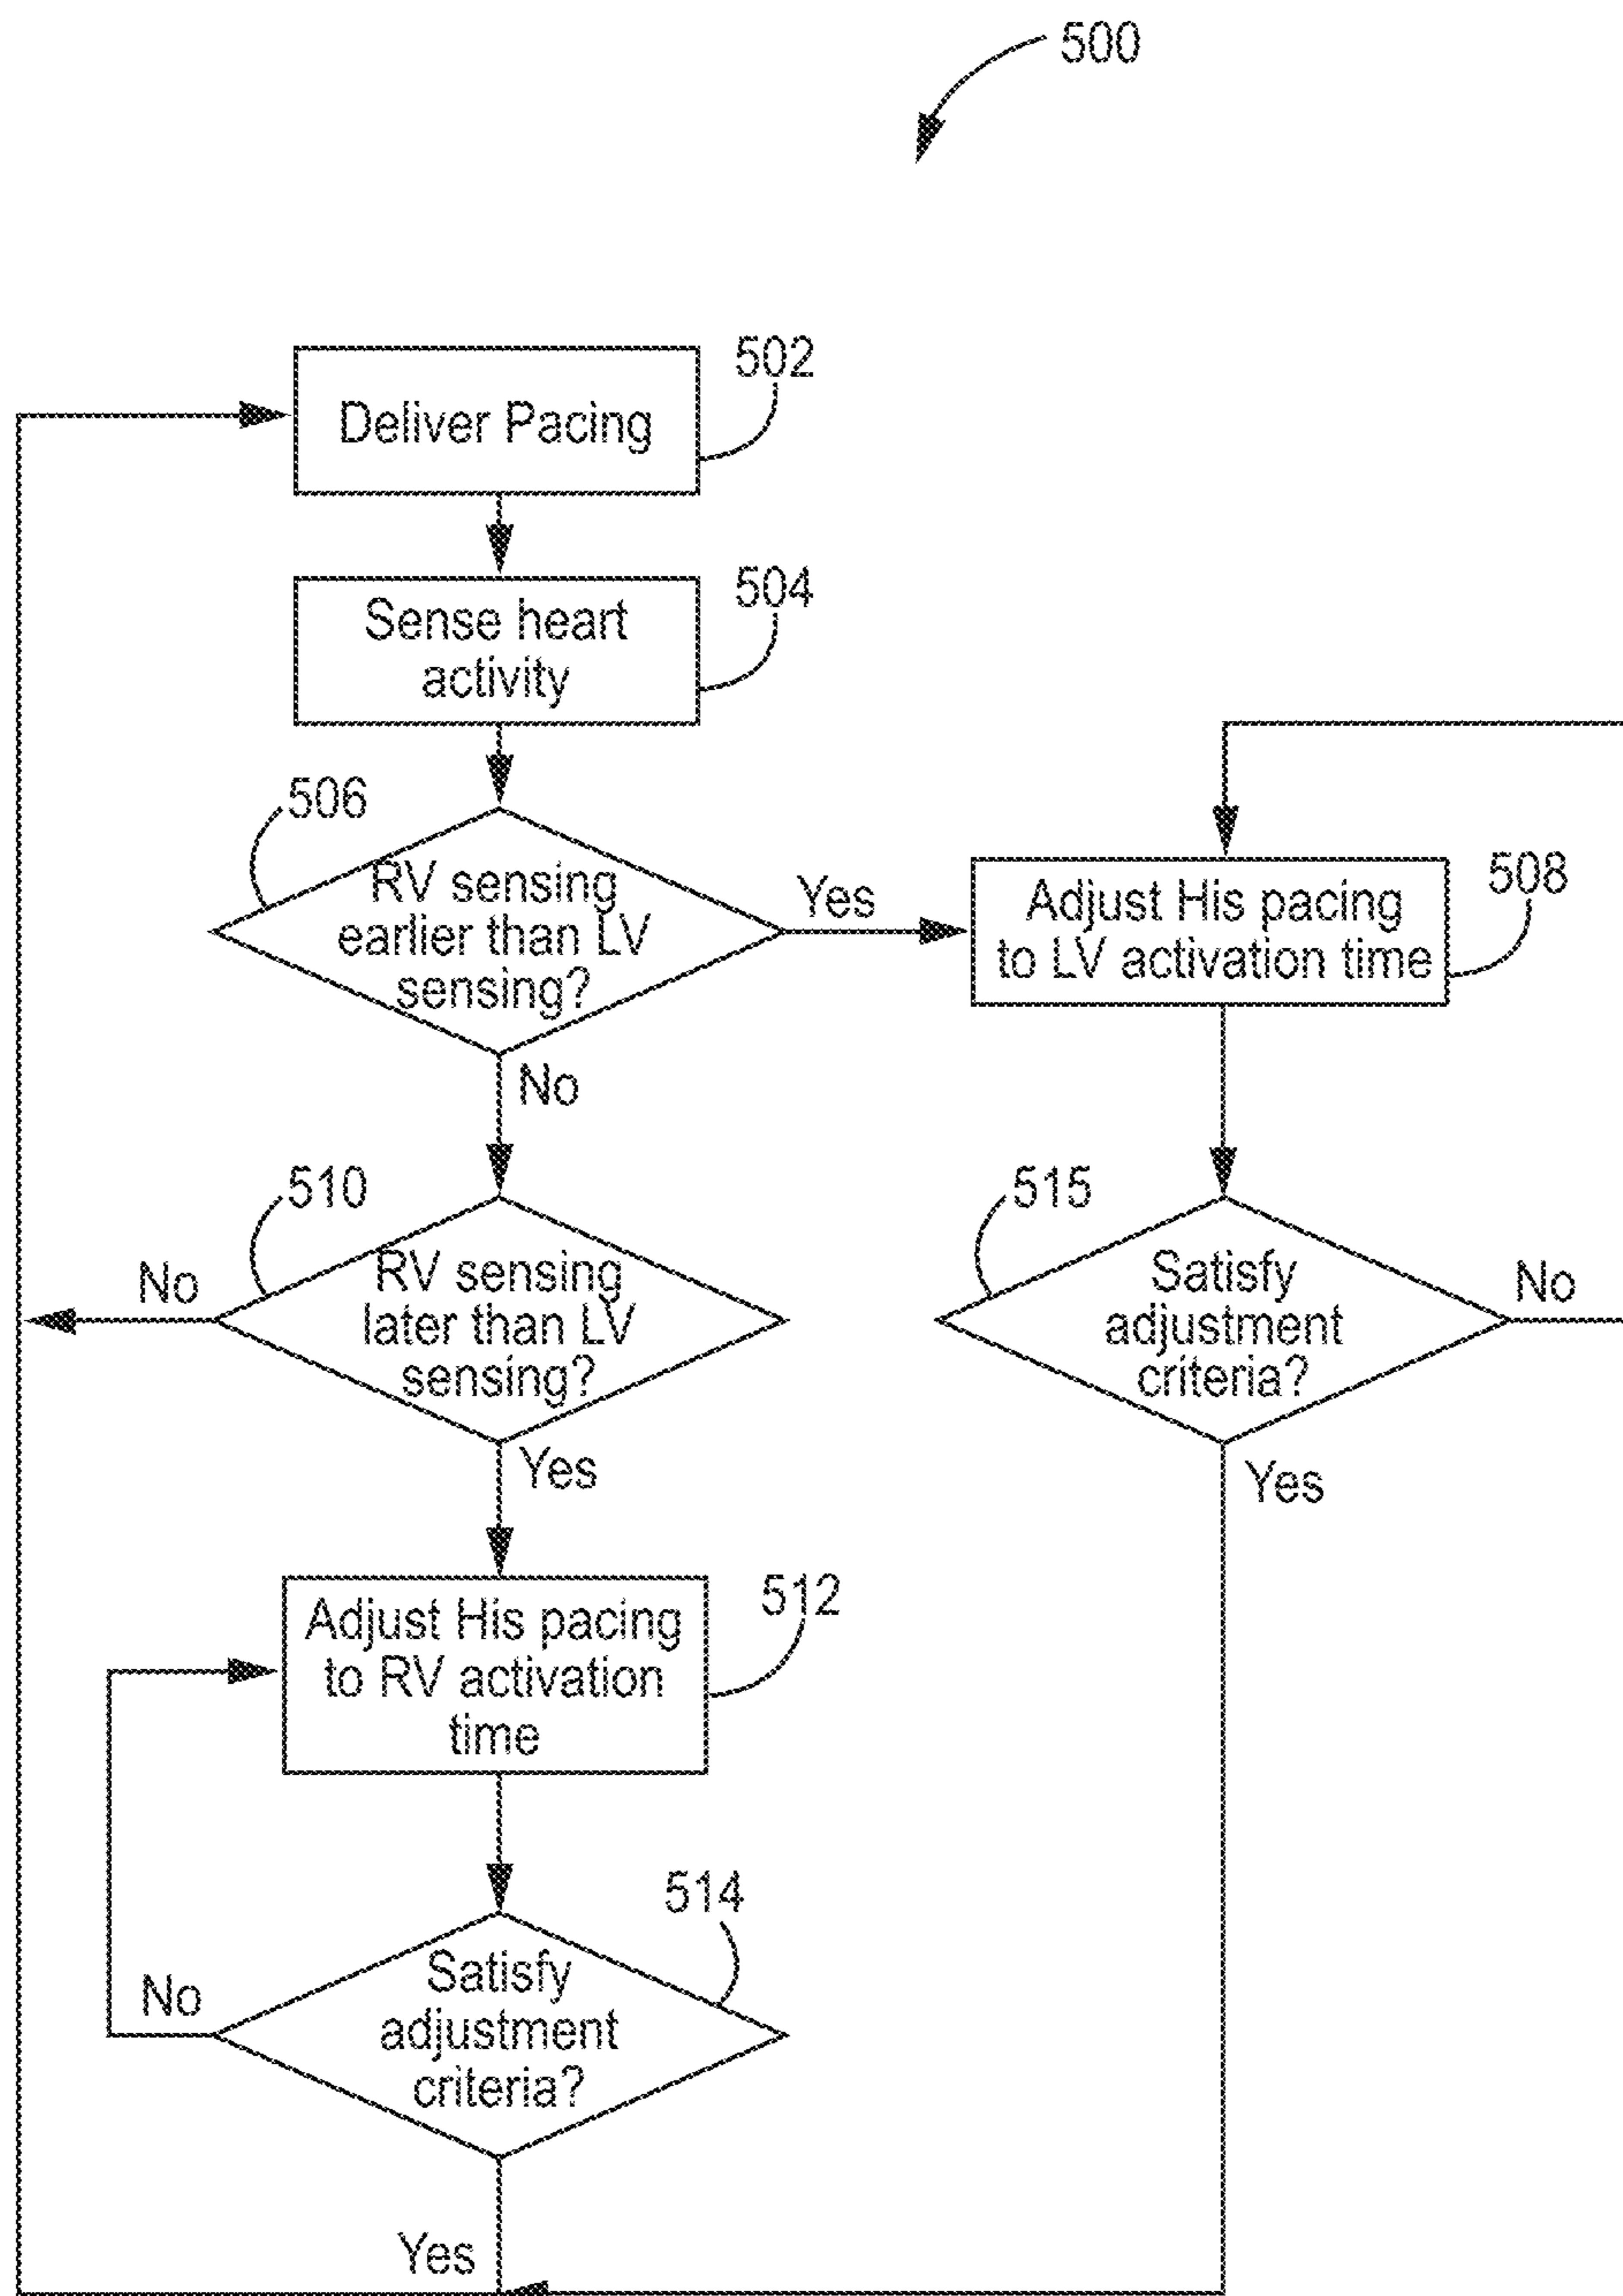 500
Deliver Pacing
502
Sense heart
activity
504
506
RV sensing
earlier than LV
sensing?
Yes
No
Adjust His pacing
to LV activation time
508
510
RV sensing
later than LV
sensing?
No
Yes
515
Satisfy
adjustment
criteria?
No
Yes
Adjust His pacing
to RV activation
time
512
514
Satisfy
adjustment
criteria?
No
Yes